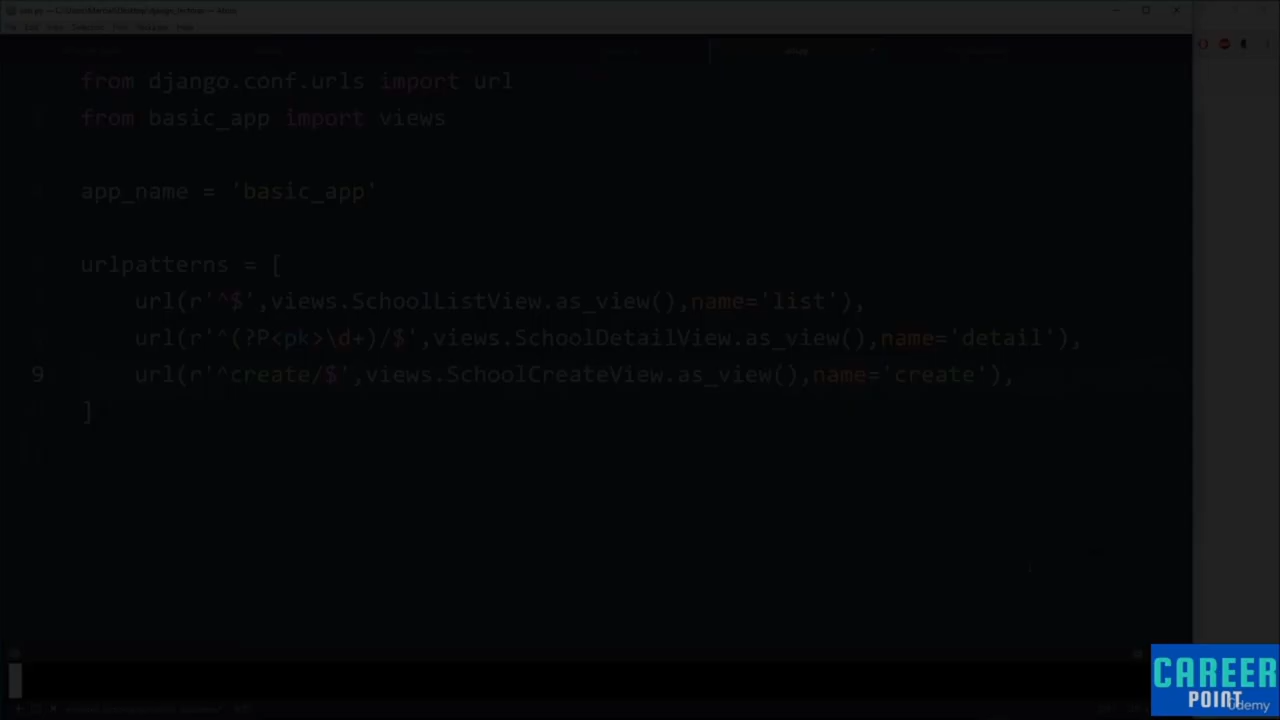 from django.conf.urls import url
from basic_app import views
app_name = 'basic_app'
urlpatterns = [
url(r'^$',views.SchoolListView.as_view(),name='list'),
url(r'^(?P<pk>\d+)/$',views.SchoolDetailView.as_view(),name='detail'),
9 url(r'^create/$',views.SchoolCreateView.as_view(),name='create'),
]
CAREER
POINT
Udemy